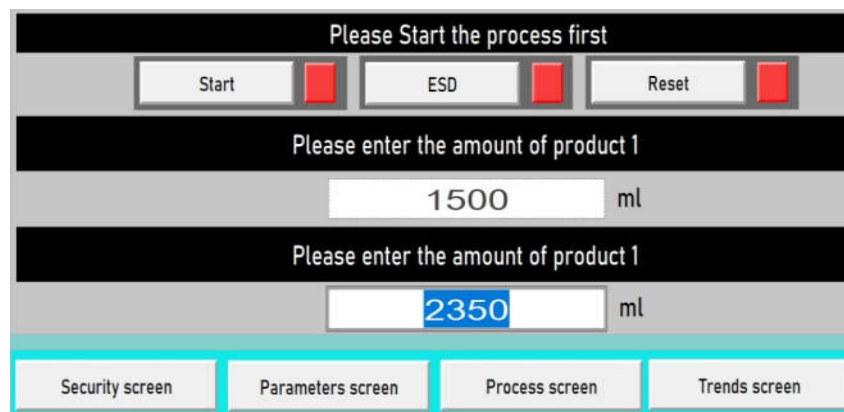 Please Start the process first
Start ESD Reset
Please enter the amount of product 1
1500 ml
Please enter the amount of product 1
2350 ml
Security screen Parameters screen Process screen Trends screen